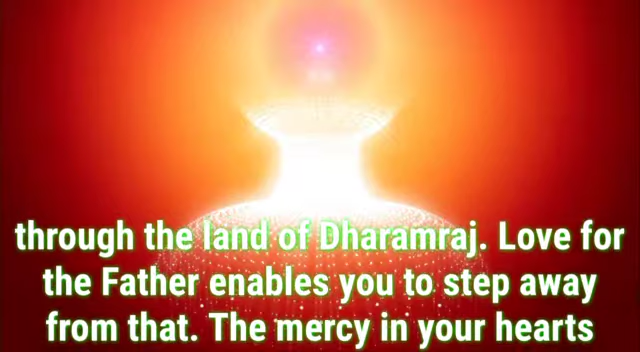 through the land of Dharamraj. Love for
the Father enables you to step away
from that. The mercy in your hearts